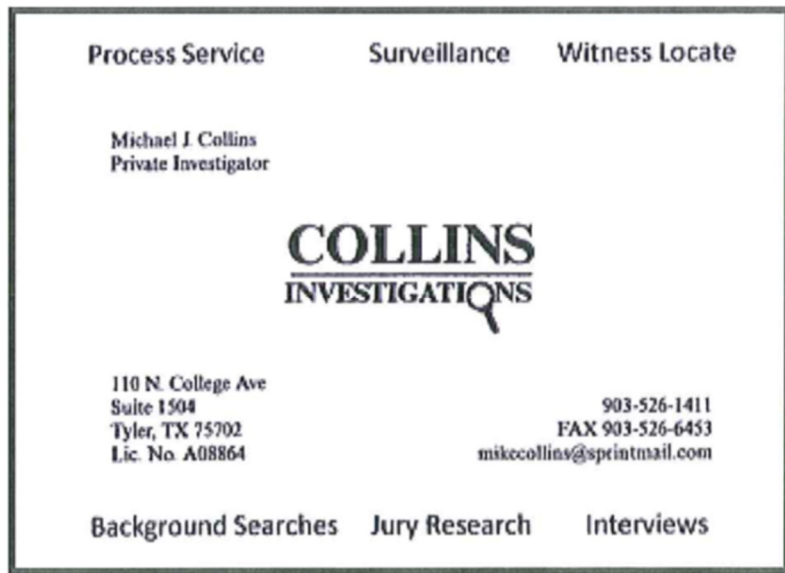 Process Service Surveillance Witness Locate
Michael J. Collins
Private Investigator
COLLINS
INVESTIGATIONS
110 N. College Ave
Suite 1504
Tyler, TX 75702
Lic. No. A08864
903-526-1411
FAX 903-526-6453
mikecollins@sprintmail.com
Background Searches Jury Research Interviews